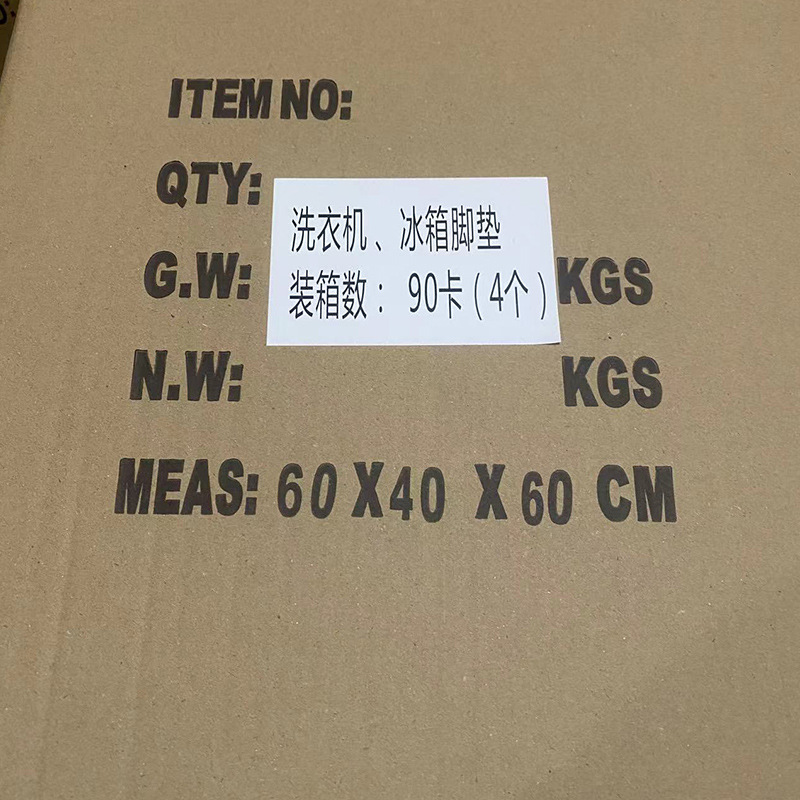 ITEM NO:
QTY:
洗衣机、冰箱脚垫
G.W: KGS
装箱数：90卡（4个）
N.W: KGS
MEAS: 60 X 40 X 60 CM